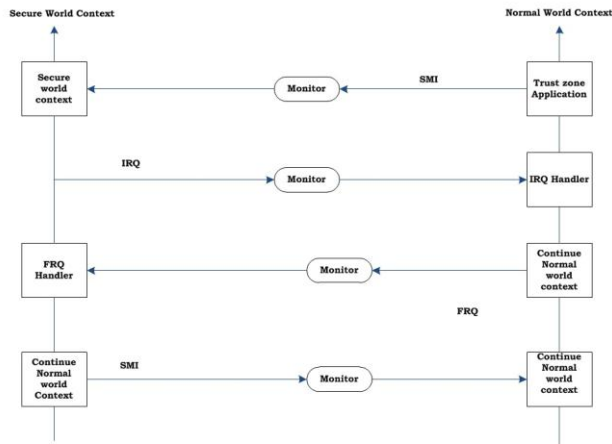 Secure World Context
Normal World Context
Secure
world
context
Monitor
SMI
Trust zone
Application
IRQ
Monitor
IRQ Handler
FRQ
Handler
Monitor
Continue
Normal
world
context
FRQ
Continue
Normal
world
Context
SMI
Monitor
Continue
Normal
world
context